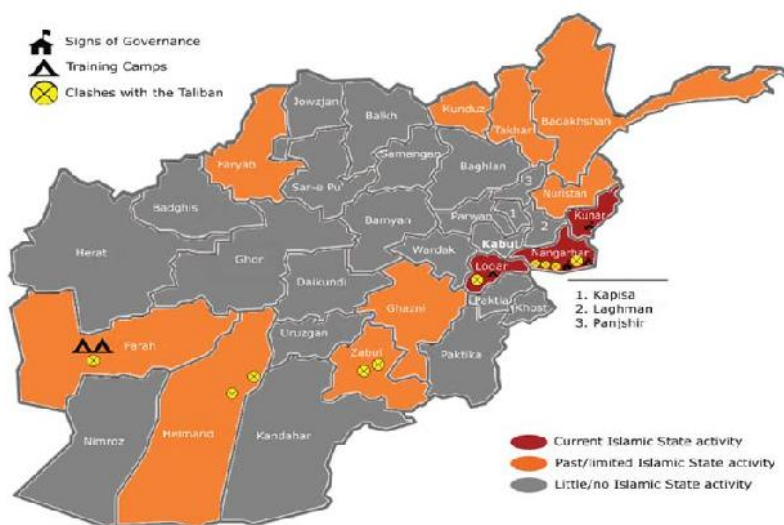 Signs of Governance
Training Camps
Clashes with the Taliban
Jowzjan
Balkh
Kunduz
Takhar
Badakhshan
Faryab
Samangan
Baghlan
Sar-e Pu
3
Nuristan
Badghis
Kunar
Bamyan
Parwan
1
2
Herat
Ghor
Wardak
Kabul
Nangarhar
Logar
Daikundi
Paktia
Khost
Ghazni
1. Kapisa
2. Laghman
3. Panjshir
Farah
Uruzgan
Zabul
Paktika
Nimroz
Helmand
Kandahar
Current Islamic State activity
Past/limited Islamic State activity
Little/no Islamic State activity